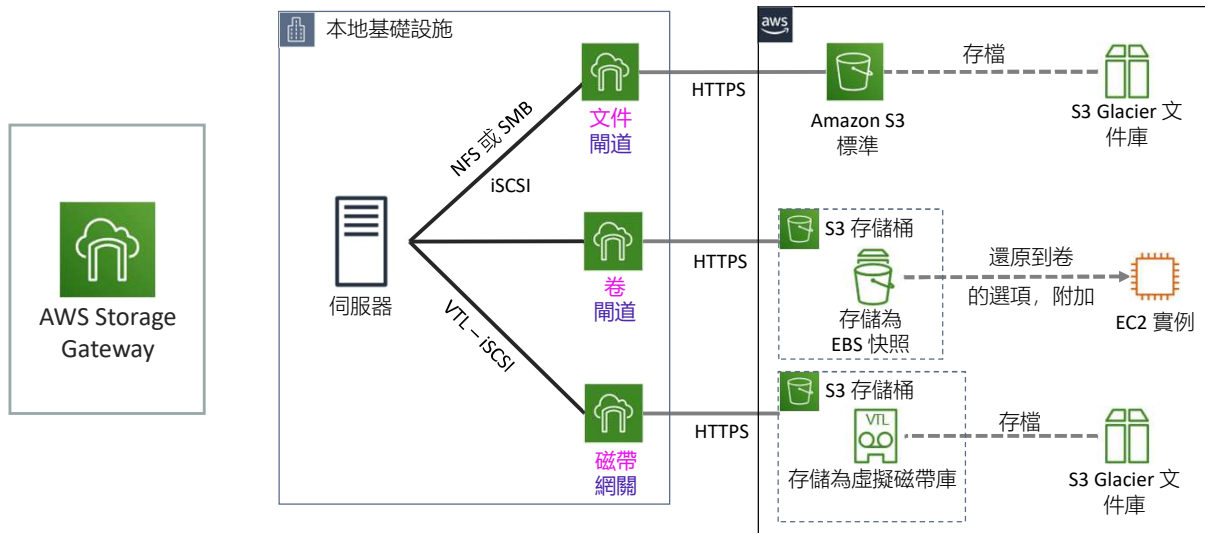 AWS Storage
Gateway
本地基礎設施
NFS 或 SMB
iSCSI
VTL – iSCSI
伺服器
文件
閘道
卷
閘道
磁帶
網關
HTTPS
HTTPS
HTTPS
aws
Amazon S3
標準
存檔
S3 Glacier 文
件庫
S3 存儲桶
存儲為
EBS 快照
還原到卷
的選項，附加
EC2 實例
S3 存儲桶
VTL
存儲為虛擬磁帶庫
存檔
S3 Glacier 文
件庫